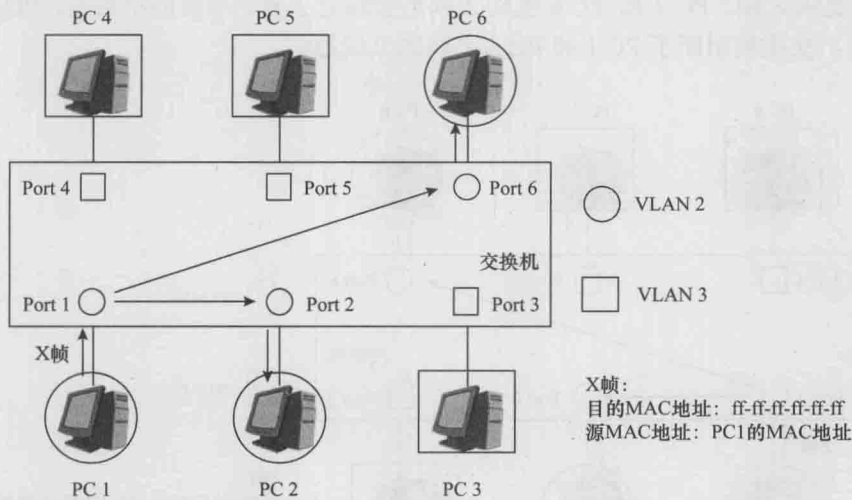 PC 4
PC 5
PC 6
Port 4
Port 5
Port 6
VLAN 2
交换机
Port 1
Port 2
Port 3
VLAN 3
X帧
X帧：
目的MAC地址：ff-ff-ff-ff-ff-ff
源MAC地址：PC1的MAC地址
PC 1
PC 2
PC 3